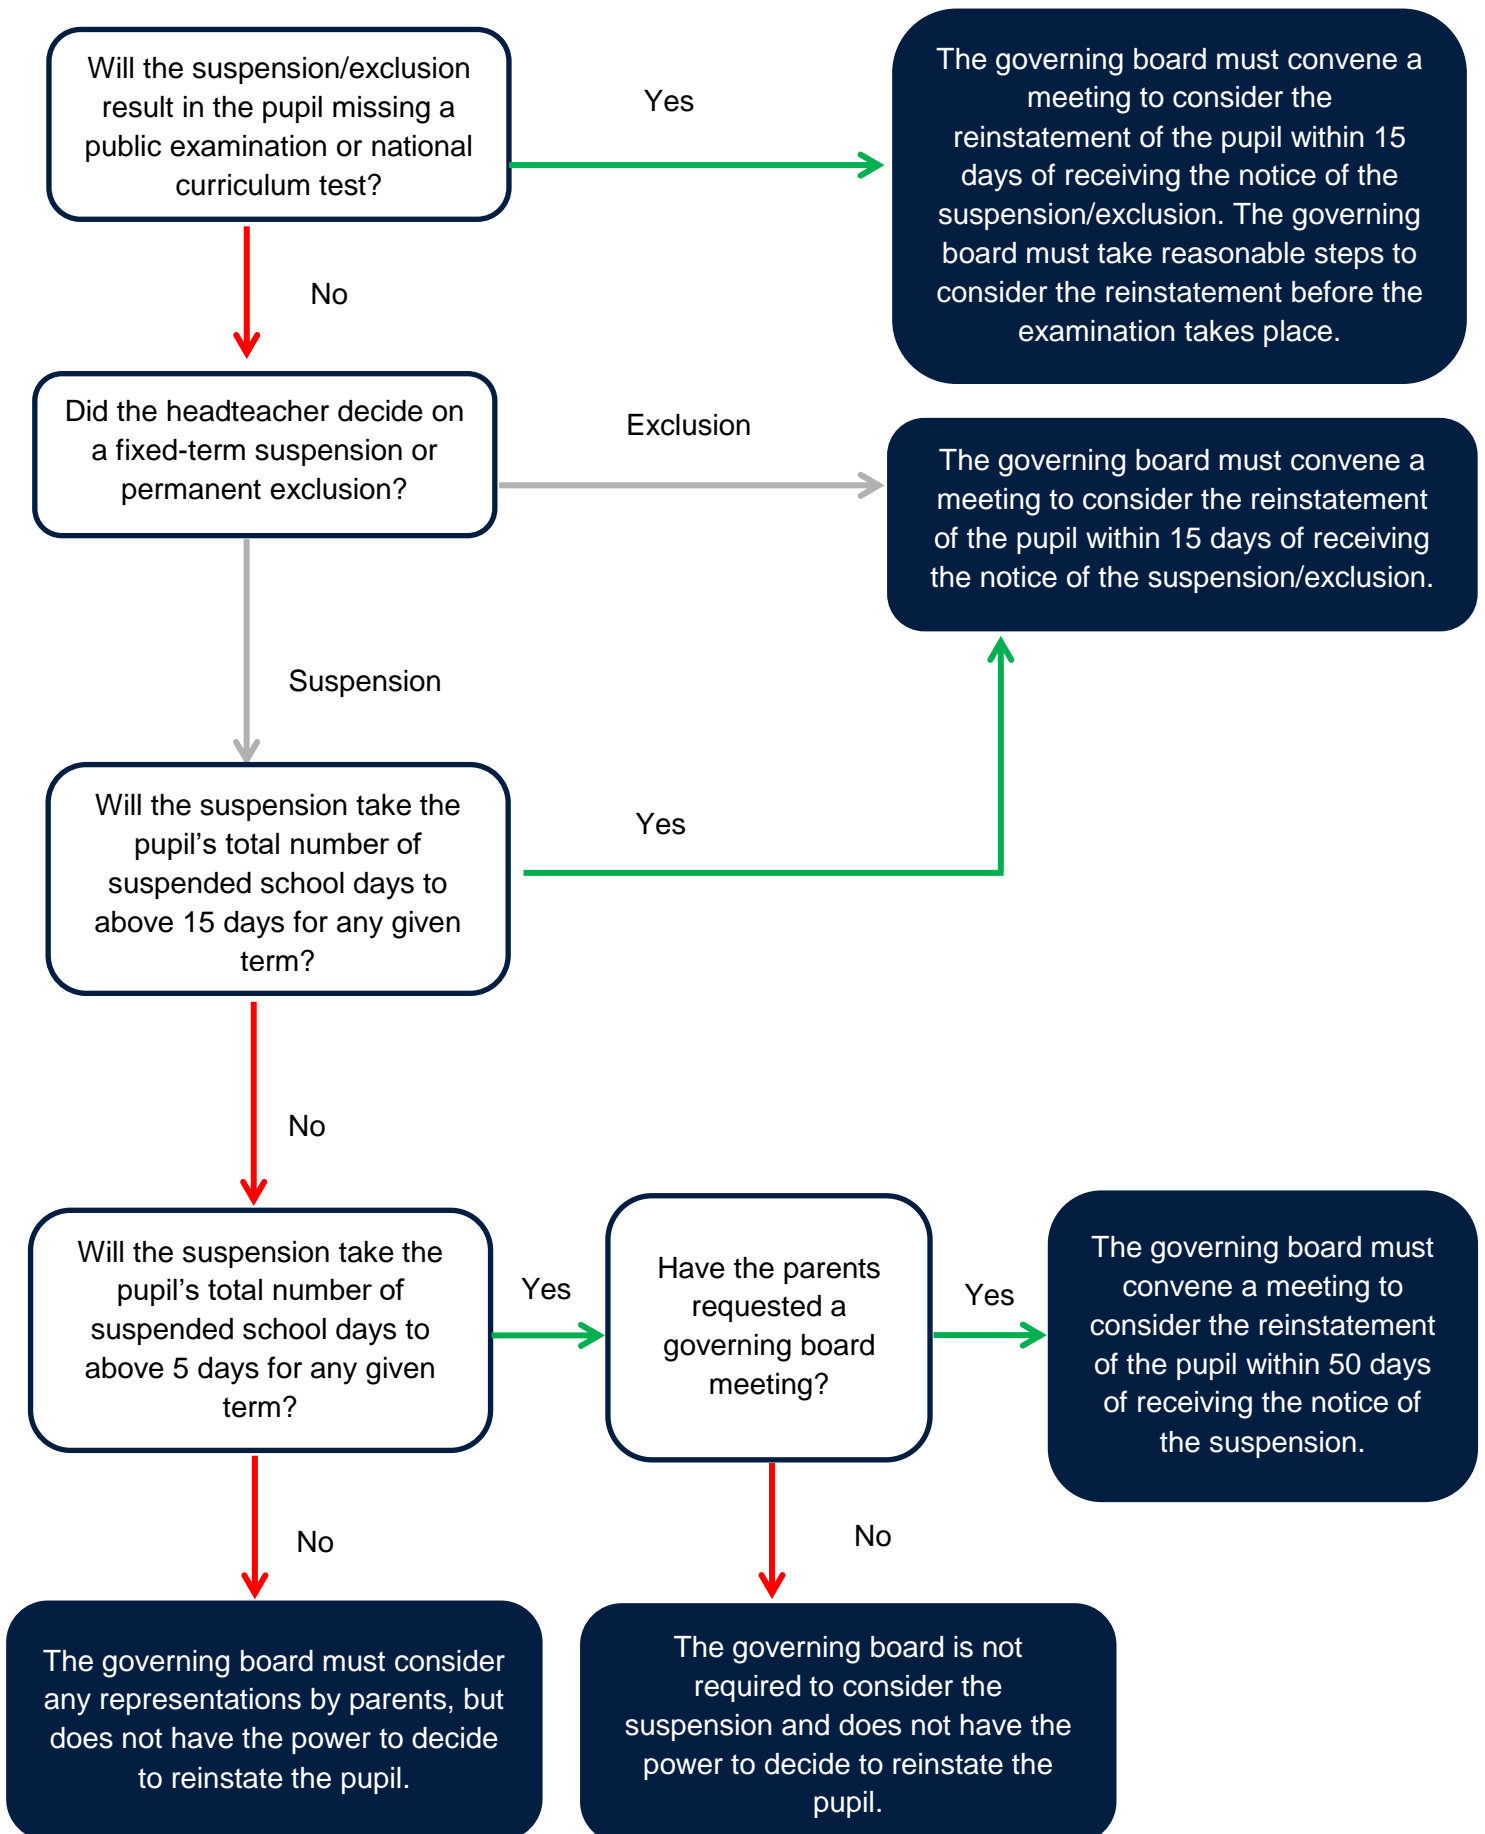 Will the suspension/exclusion
result in the pupil missing a
public examination or national
curriculum test?
Yes
The governing board must convene a
meeting to consider the
reinstatement of the pupil within 15
days of receiving the notice of the
suspension/exclusion. The governing
board must take reasonable steps to
consider the reinstatement before the
examination takes place.
No
Did the headteacher decide on
a fixed-term suspension or
permanent exclusion?
Exclusion
The governing board must convene a
meeting to consider the reinstatement
of the pupil within 15 days of receiving
the notice of the suspension/exclusion.
Suspension
Will the suspension take the
pupil’s total number of
suspended school days to
above 15 days for any given
term?
Yes
No
Will the suspension take the
pupil’s total number of
suspended school days to
above 5 days for any given
term?
Yes
Have the parents
requested a
governing board
meeting?
Yes
The governing board must
convene a meeting to
consider the reinstatement
of the pupil within 50 days
of receiving the notice of
the suspension.
No
No
The governing board must consider
any representations by parents, but
does not have the power to decide
to reinstate the pupil.
The governing board is not
required to consider the
suspension and does not have the
power to decide to reinstate the
pupil.